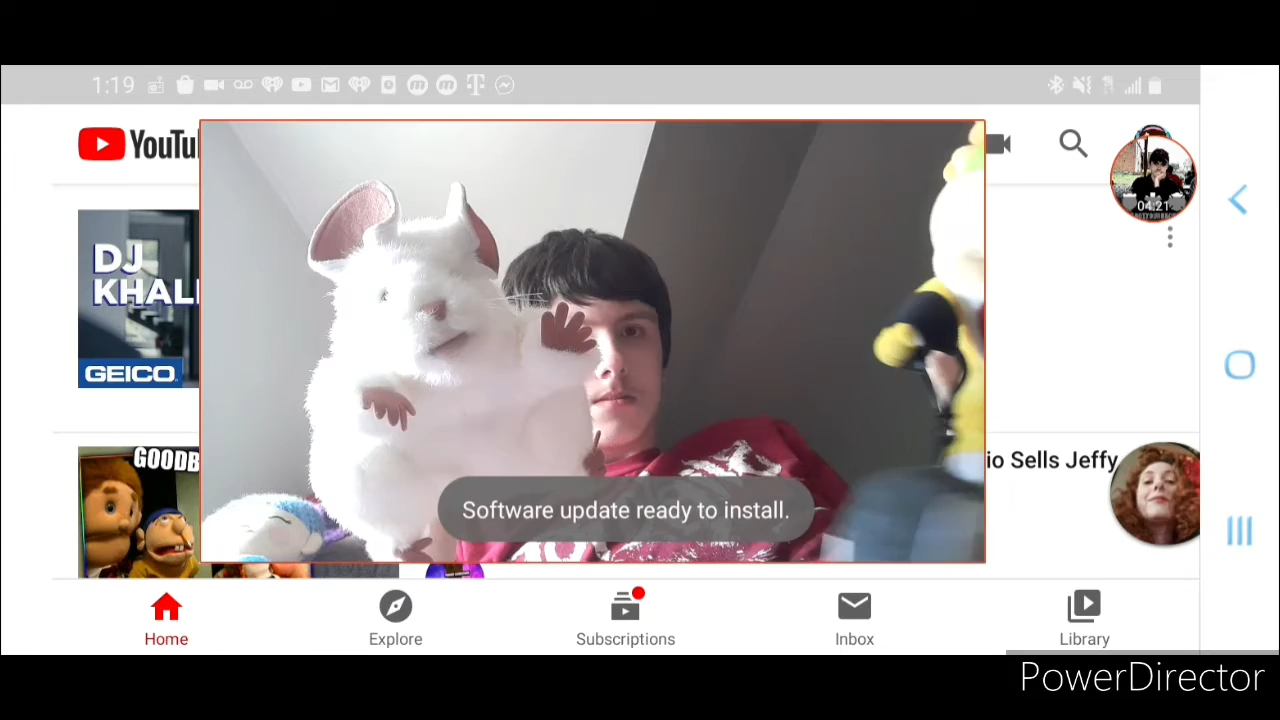 1:19
YouTu
04:21
DJ
KHAL
GEICO
GOODB
io Sells Jeffy
Software update ready to install.
Home
Explore
Subscriptions
Inbox
Library
PowerDirector